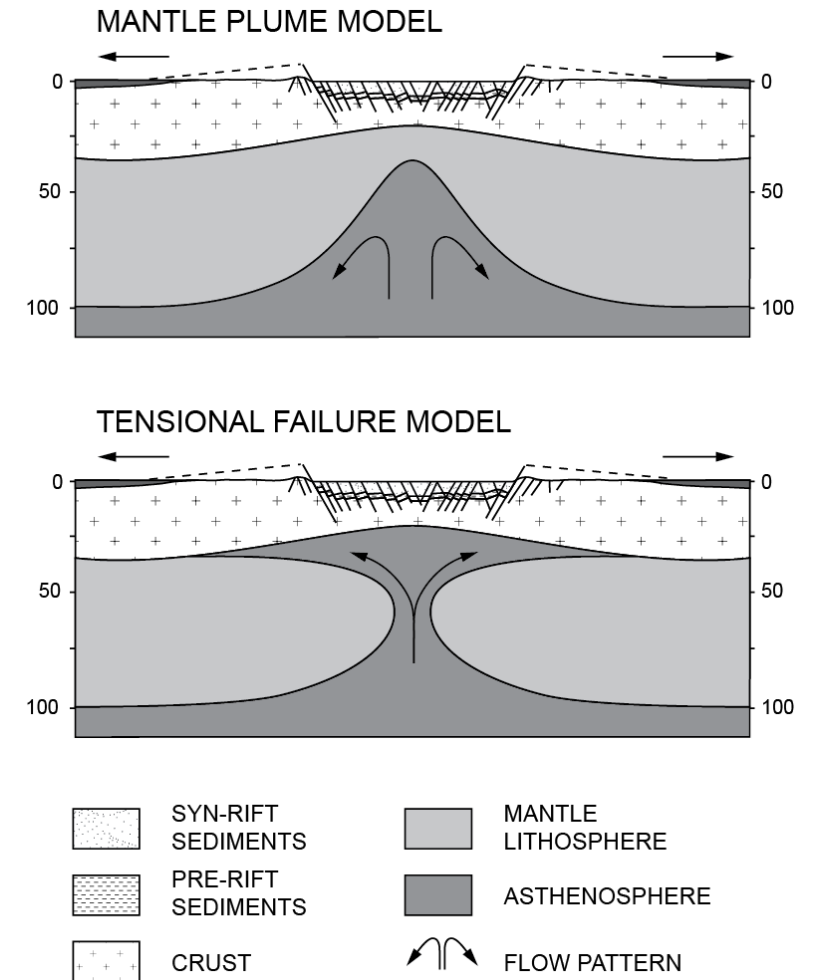 MANTLE PLUME MODEL
0 0
50 50
100 100
TENSIONAL FAILURE MODEL
0 0
50 50
100 100
SYN-RIFT
SEDIMENTS
PRE-RIFT
SEDIMENTS
CRUST
MANTLE
LITHOSPHERE
ASTHENOSPHERE
FLOW PATTERN